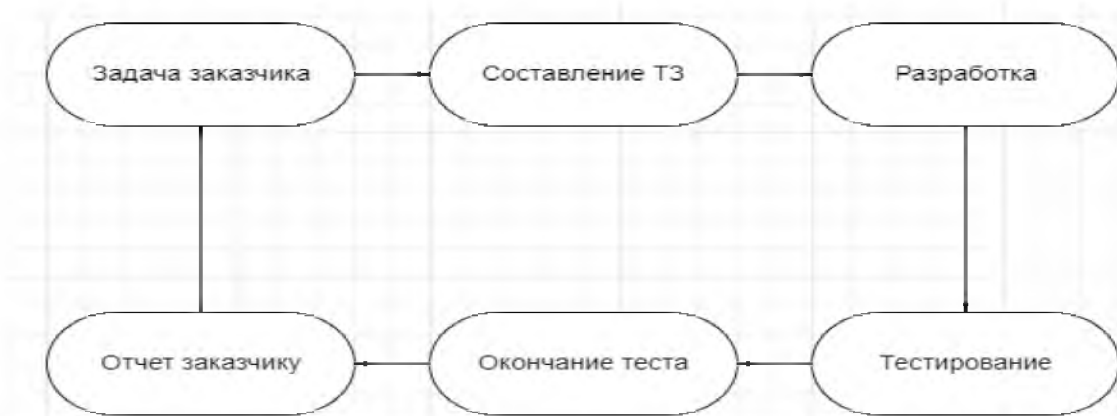 Задача заказчика
Составление ТЗ
Разработка
Отчет заказчику
Окончание теста
Тестирование